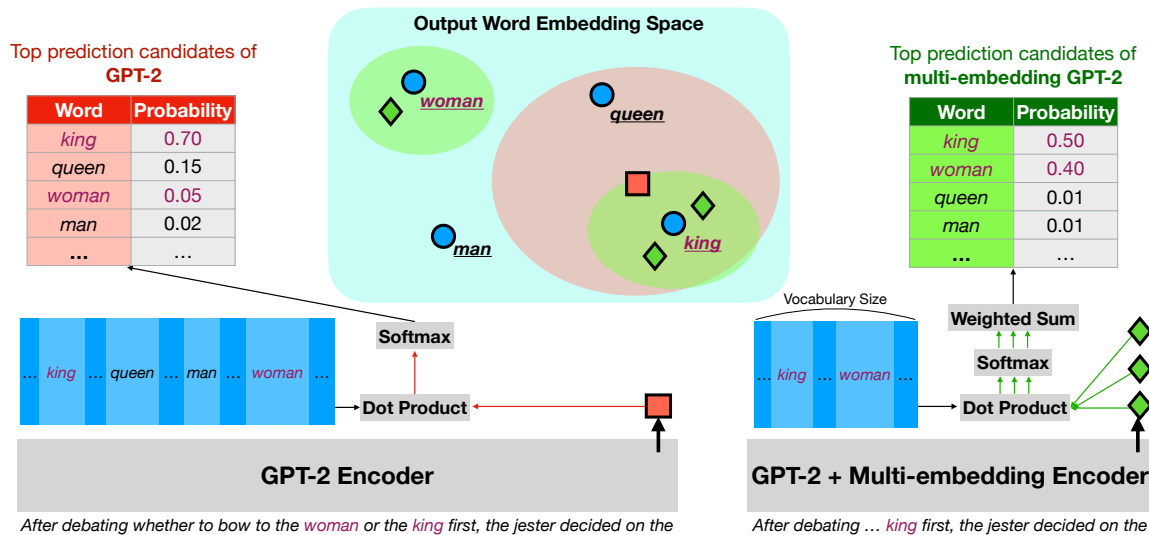 Output Word Embedding Space
Top prediction candidates of
GPT-2
Word Probability
king 0.70
queen 0.15
woman 0.05
man 0.02
... ...
woman
queen
man
king
Top prediction candidates of
multi-embedding GPT-2
Word Probability
king 0.50
woman 0.40
queen 0.01
man 0.01
... ...
... king ... queen ... man ... woman ...
Softmax
Dot Product
GPT-2 Encoder
After debating whether to bow to the woman or the king first, the jester decided on the
Vocabulary Size
... king ... woman ...
Weighted Sum
Softmax
Dot Product
GPT-2 + Multi-embedding Encoder
After debating ... king first, the jester decided on the